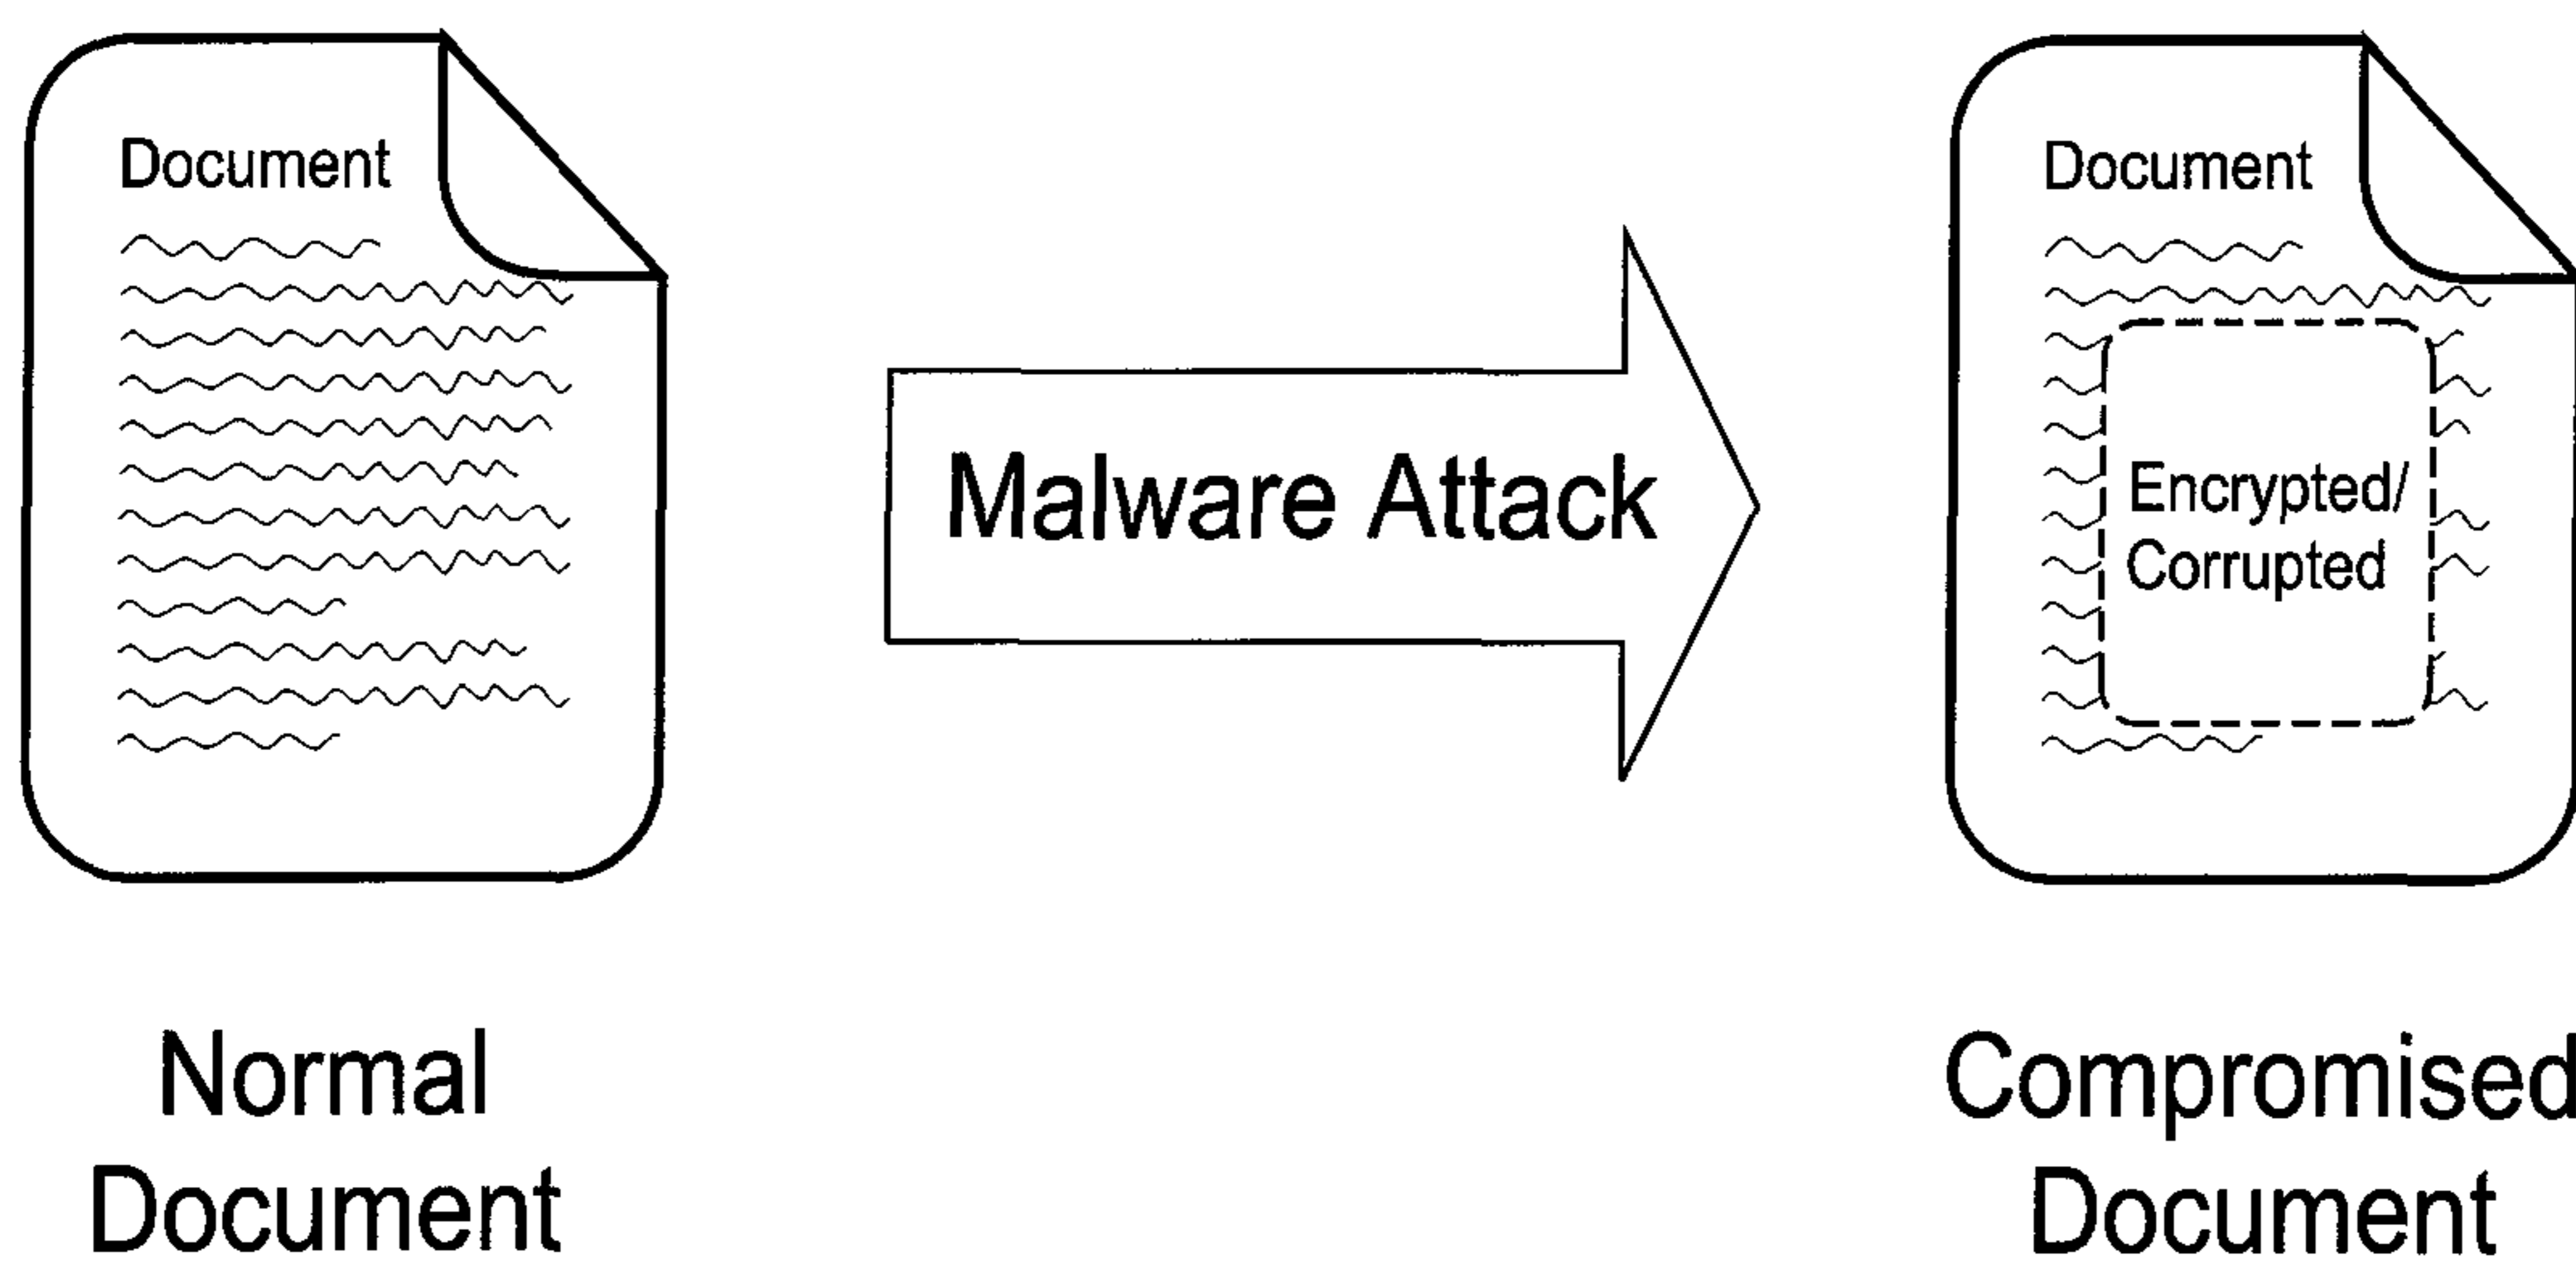 Document
Malware Attack
Document
Encrypted/
Corrupted
Normal
Document
Compromised
Document